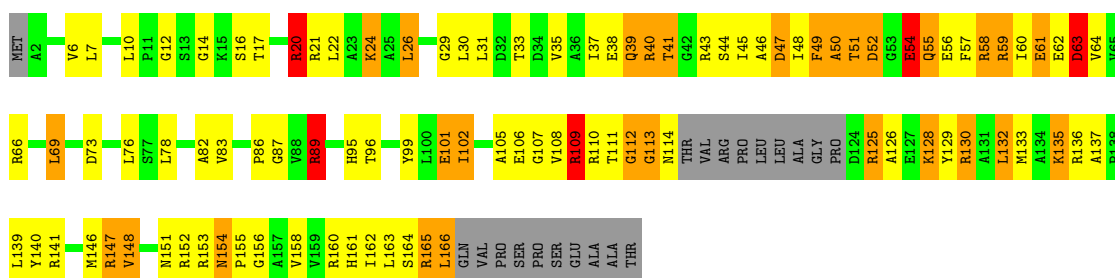 MET A2 V6 L7 L10 P11 G12 S13 G14 K15 S16 T17 R20 R21 L22 A23 K24 A25 L26 G29 L30 L31 D32 T33 D34 V35 A36 I37 E38 Q39 R40 T41 G42 R43 S44 I45 A46 D47 I48 F49 A50 T51 D52 G53 E54 Q55 E56 F57 R58 R59 I60 E61 E62 D63 V64 V65
R66 L69 D73 L76 S77 L78 A82 V83 P86 G87 V88 R89 H95 T96 Y99 L100 E101 I102 A105 E106 G107 V108 R109 R110 T111 G112 G113 N114 THR VAL ARG PRO LEU LEU ALA GLY PRO D124 R125 A126 E127 K128 Y129 R130 A131 L132 M133 A134 K135 R136 A137 R138
L139 Y140 R141 M146 R147 V148 N151 R152 R153 N154 P155 G156 A157 V158 V159 R160 H161 I162 L163 S164 R165 L166 GLN VAL PRO SER PRO SER GLU ALA ALA THR